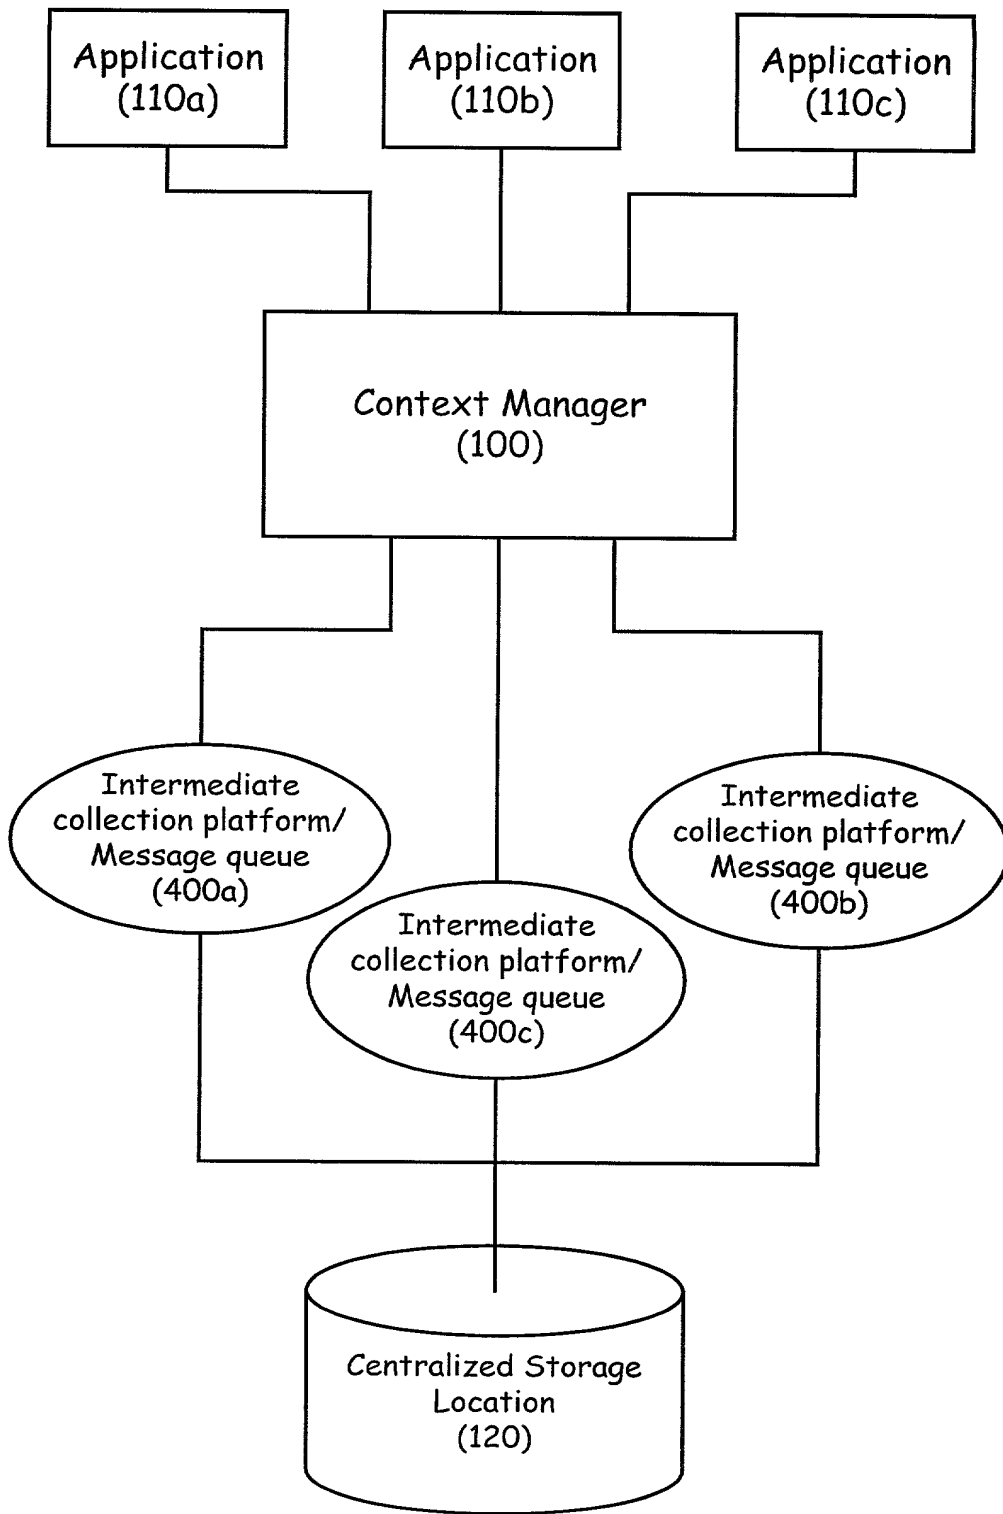 Application
(110a)
Application
(110b)
Application
(110c)
Context Manager
(100)
Intermediate
collection platform/
Message queue
(400a)
Intermediate
collection platform/
Message queue
(400b)
Intermediate
collection platform/
Message queue
(400c)
Centralized Storage
Location
(120)